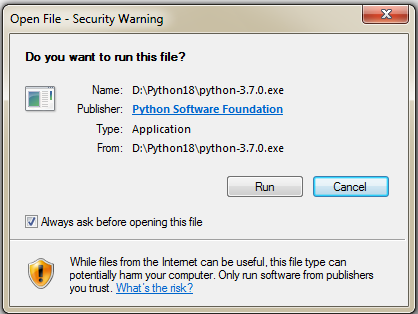 Open File - Security Warning
Do you want to run this file?
Name: D:\Python18\python-3.7.0.exe
Publisher: Python Software Foundation
Type: Application
From: D:\Python18\python-3.7.0.exe
Run Cancel
Always ask before opening this file
While files from the Internet can be useful, this file type can
potentially harm your computer. Only run software from publishers
you trust. What's the risk?